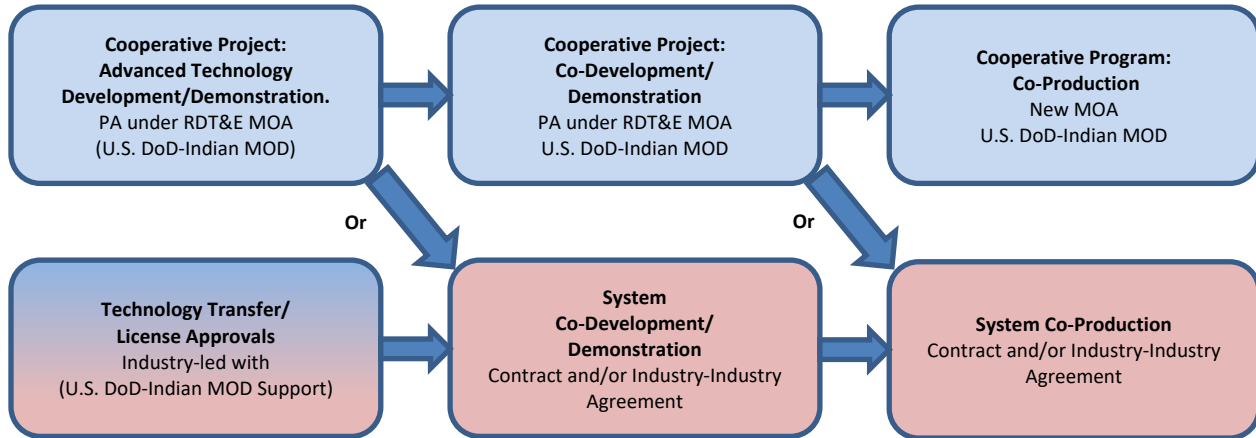 Cooperative Project:
Advanced Technology
Development/Demonstration.
PA under RDT&E MOA
(U.S. DoD-Indian MOD)
Cooperative Project:
Co-Development/
Demonstration
PA under RDT&E MOA
U.S. DoD-Indian MOD
Cooperative Program:
Co-Production
New MOA
U.S. DoD-Indian MOD
Or
Or
Technology Transfer/
License Approvals
Industry-led with
(U.S. DoD-Indian MOD Support)
System
Co-Development/
Demonstration
Contract and/or Industry-Industry
Agreement
System Co-Production
Contract and/or Industry-Industry
Agreement